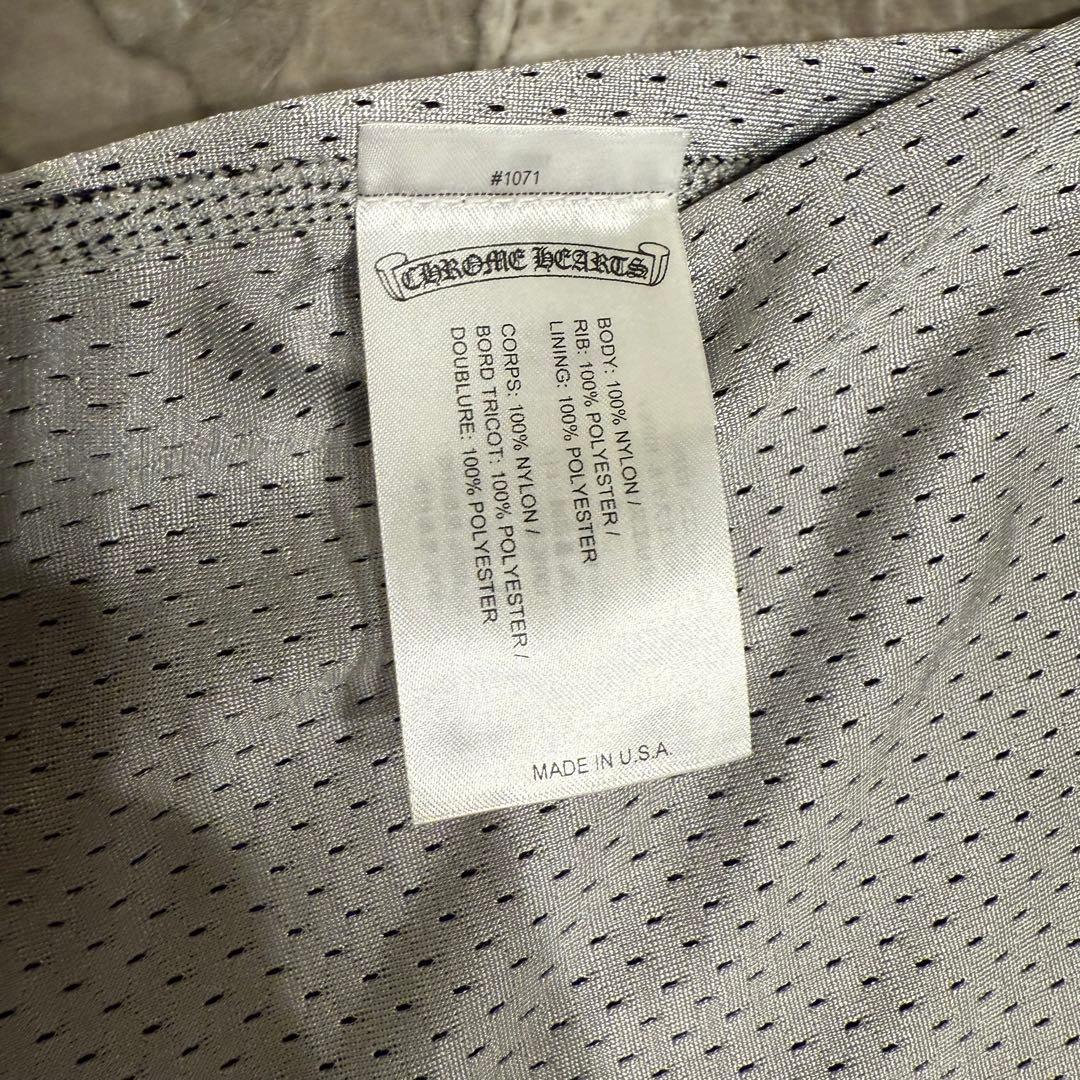 #1071
CHROME HEARTS
BODY: 100% NYLON /
RIB: 100% POLYESTER /
LINING: 100% POLYESTER
CORPS: 100% NYLON /
BORD TRICOT: 100% POLYESTER /
DOUBLURE: 100% POLYESTER
MADE IN U.S.A.